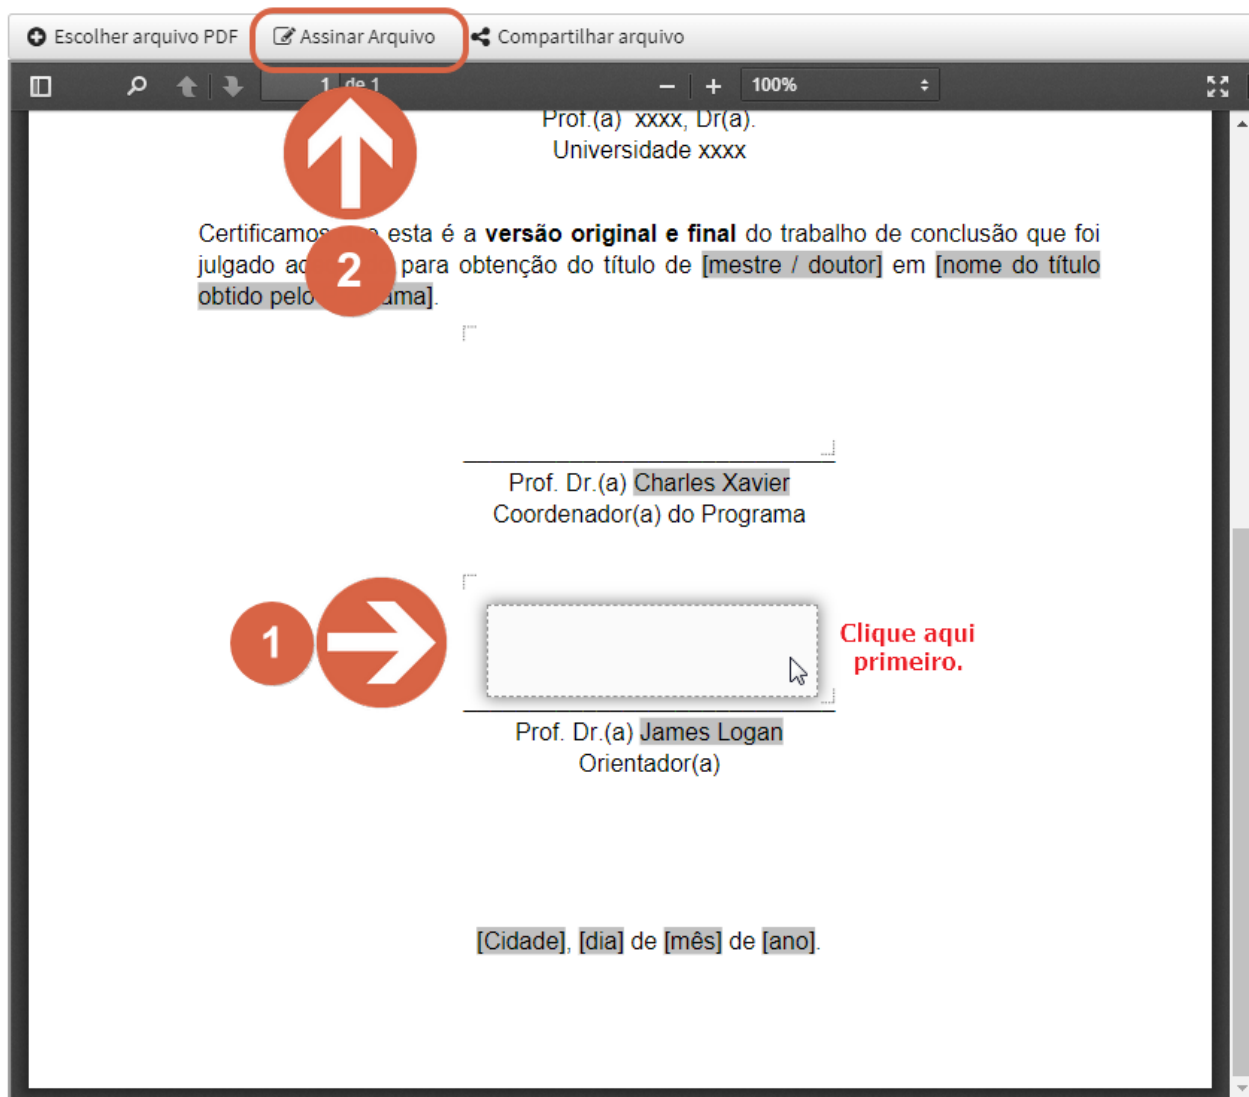 Escolher arquivo PDF Assinar Arquivo Compartilhar arquivo
1 de 1 100%
Prof.(a) xxxx, Dr(a).
Universidade xxxx
Certificamos esta é a versão original e final do trabalho de conclusão que foi
julgado para obtenção do título de [mestre / doutor] em [nome do título
obtido pelo
2
Prof. Dr.(a) Charles Xavier
Coordenador(a) do Programa
1
Clique aqui
primeiro.
Prof. Dr.(a) James Logan
Orientador(a)
[Cidade], [dia] de [mês] de [ano].